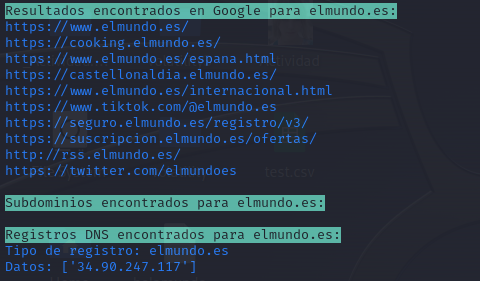 Resultados encontrados en Google para elmundo.es:
https://www.elmundo.es/
https://cooking.elmundo.es/
https://www.elmundo.es/espana.html
https://castellonaldia.elmundo.es/
https://www.elmundo.es/internacional.html
https://www.tiktok.com/@elmundo.es
https://seguro.elmundo.es/registro/v3/
https://suscripcion.elmundo.es/ofertas/
http://rss.elmundo.es/
https://twitter.com/elmundoes
test.csv
Subdominios encontrados para elmundo.es:
Registros DNS encontrados para elmundo.es:
Tipo de registro: elmundo.es
Datos: ['34.90.247.117']